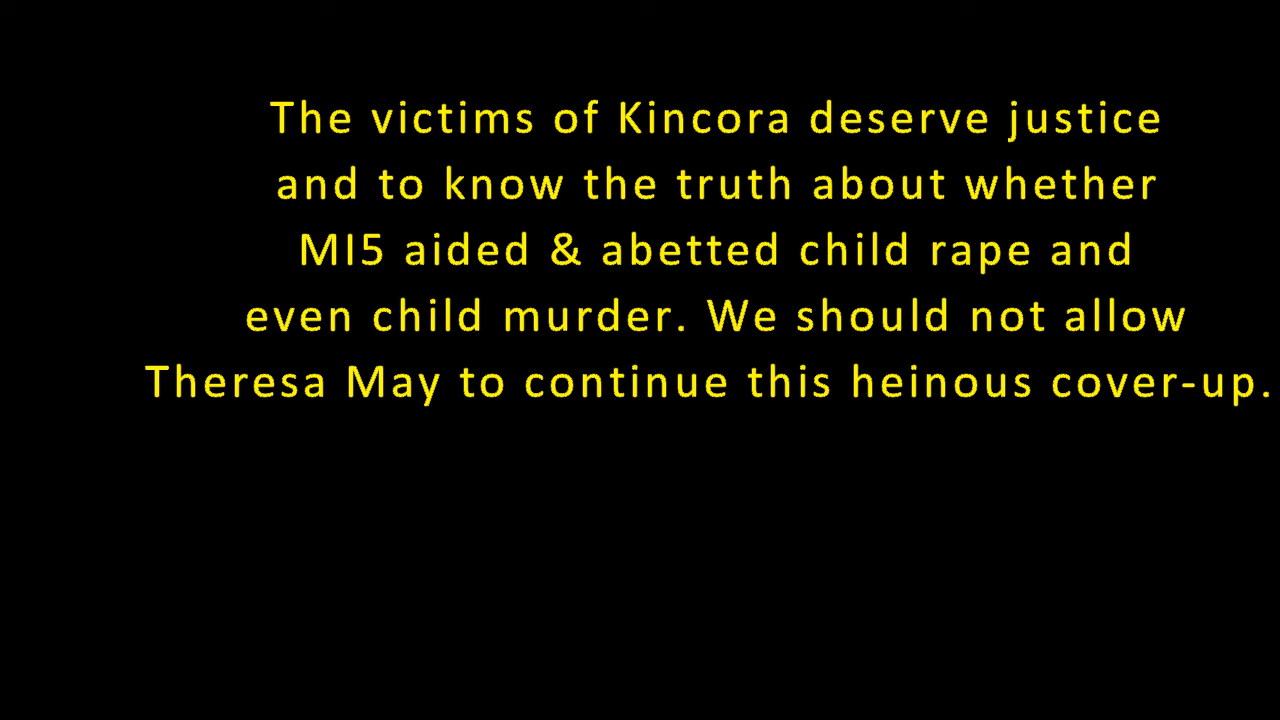 The victims of Kincora deserve justice
and to know the truth about whether
MI5 aided & abetted child rape and
even child murder. We should not allow
Theresa May to continue this heinous cover-up.